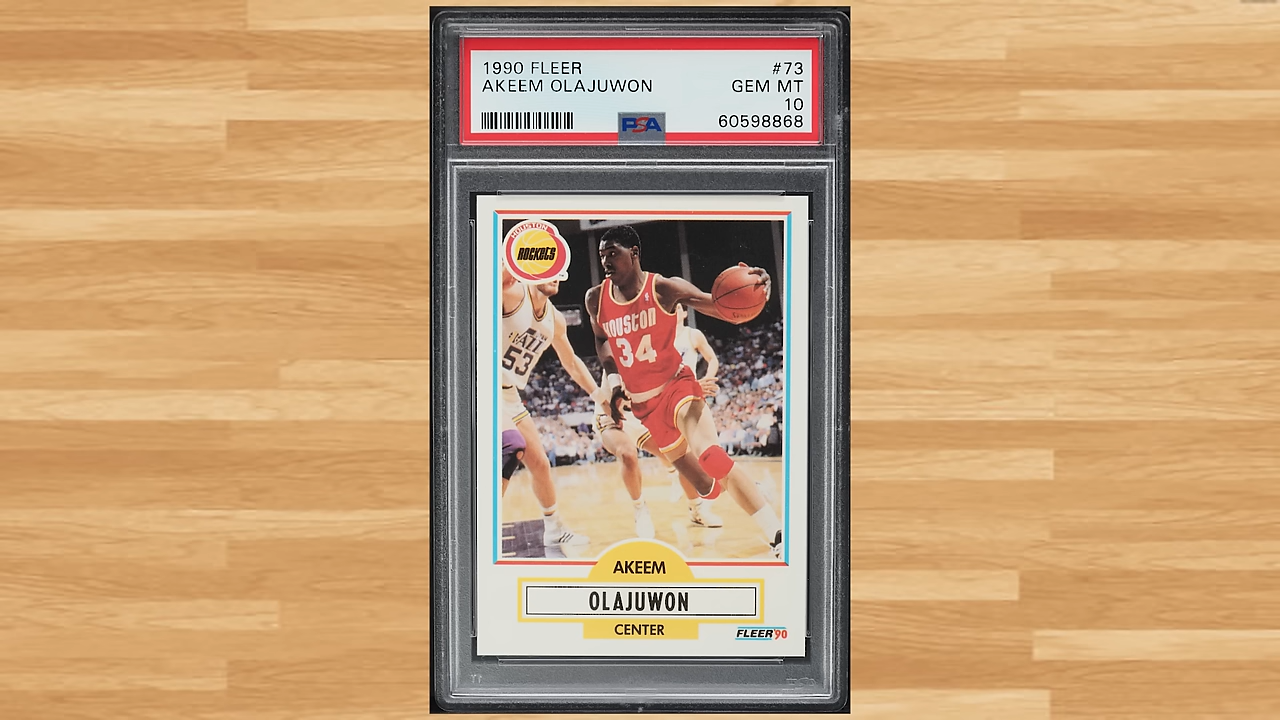 1990 FLEER #73
AKEEM OLAJUWON GEM MT
10
60598868
PSA
HOUSTON
ROCKETS
JAZZ
53
HOUSTON
34
AKEEM
OLAJUWON
CENTER
FLEER '90